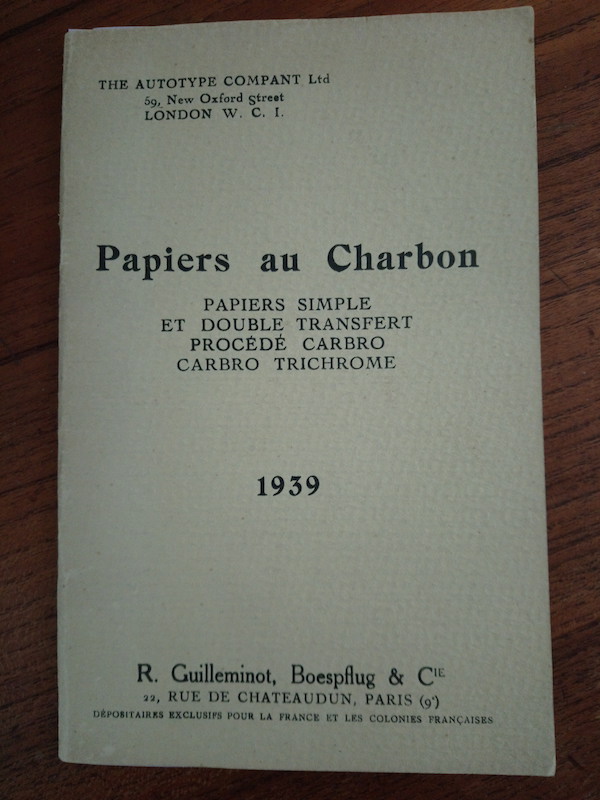 THE AUTOTYPE COMPANT Ltd
59, New Oxford Street
LONDON W. C. I.
Papiers au Charbon
PAPIERS SIMPLE
ET DOUBLE TRANSFERT
PROCÉDÉ CARBRO
CARBRO TRICHROME
1939
R. Guilleminot, Boespflug & CIE
22, RUE DE CHATEAUDUN, PARIS (9e)
DÉPOSITAIRES EXCLUSIFS POUR LA FRANCE ET LES COLONIES FRANÇAISES